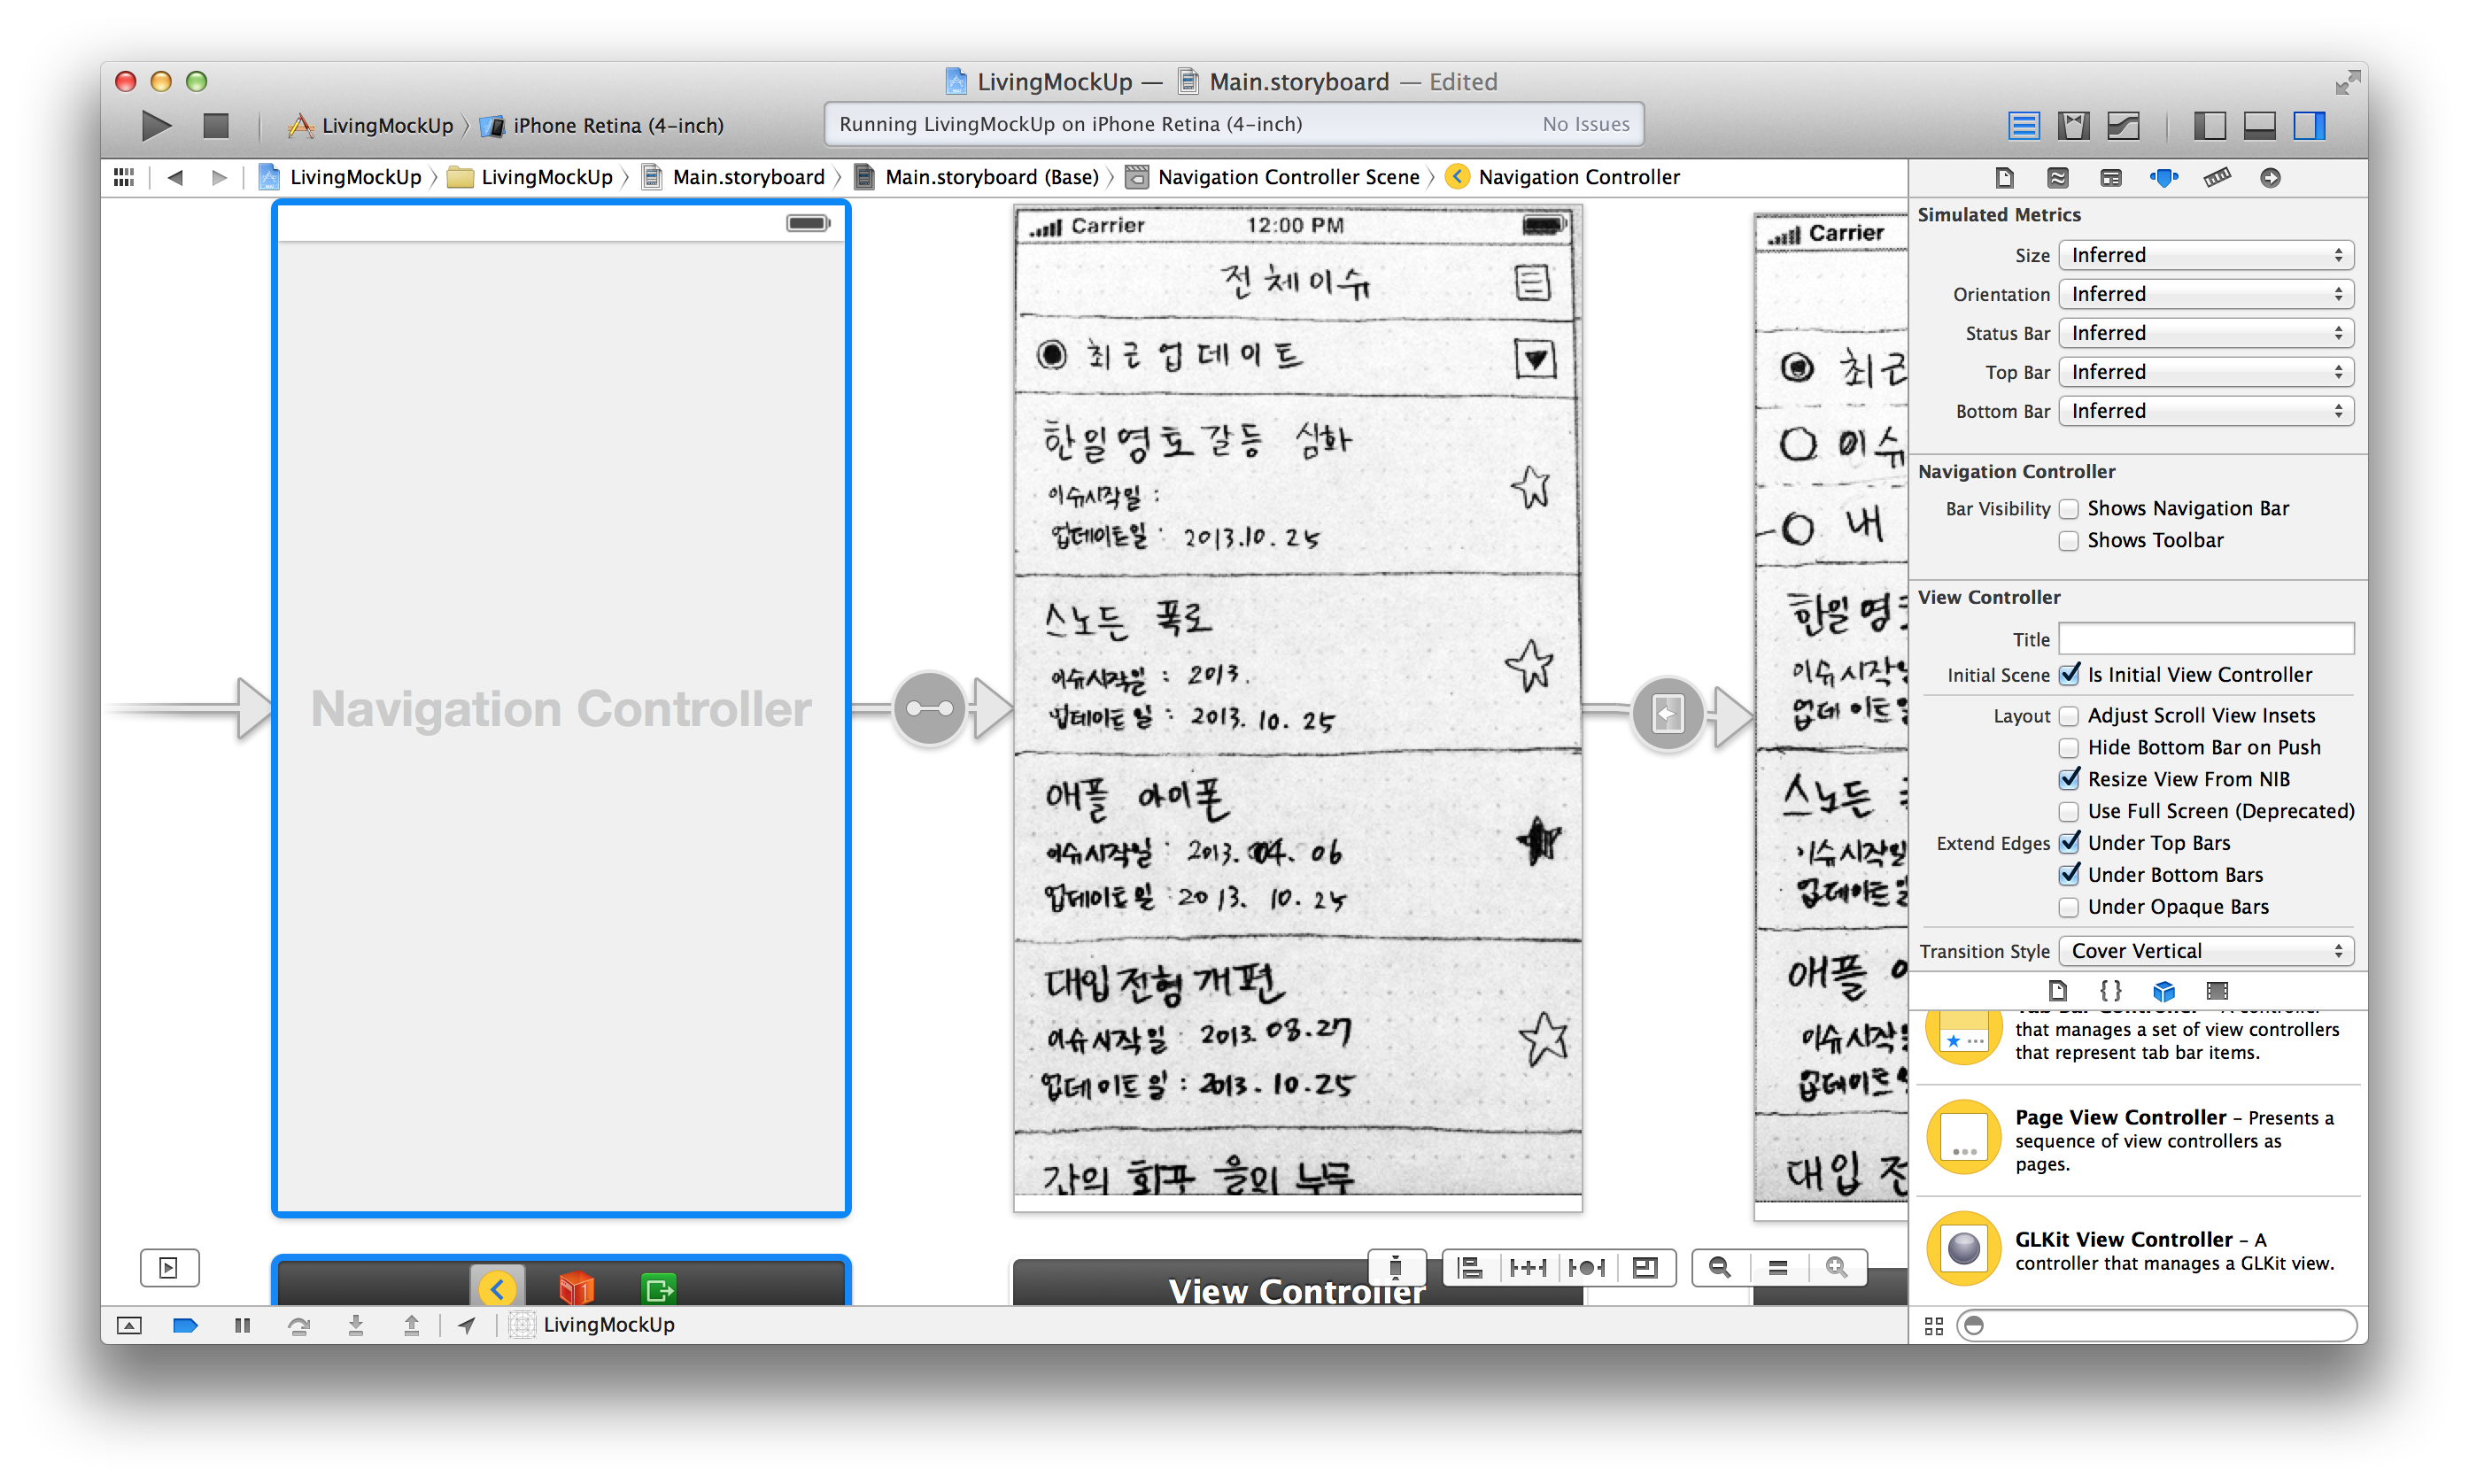 LivingMockUp — Main.storyboard — Edited
LivingMockUp iPhone Retina (4-inch)
Running LivingMockUp on iPhone Retina (4-inch) No Issues
LivingMockUp LivingMockUp Main.storyboard Main.storyboard (Base) Navigation Controller Scene Navigation Controller
Navigation Controller
Carrier 12:00 PM
전체이슈
최근업데이트
한일영토갈등 심화
이슈시작일 :
업데이트일 : 2013.10.25
스노든 폭로
이슈시작일 : 2013.
업데이트일 : 2013.10.25
애플 아이폰
이슈시작일 : 2013.04.06
업데이트일 : 2013.10.25
대입전형개편
이슈시작일 : 2013.08.27
업데이트일 : 2013.10.25
View Controller
Carrier
최근
이슈
내
한일영
이슈시작일
업데이트일
스노든
이슈시작일
업데이트일
애플
이슈시작일
업데이트일
대입 전
Simulated Metrics
Size Inferred
Orientation Inferred
Status Bar Inferred
Top Bar Inferred
Bottom Bar Inferred
Navigation Controller
Bar Visibility Shows Navigation Bar
Shows Toolbar
View Controller
Title
Initial Scene Is Initial View Controller
Layout Adjust Scroll View Insets
Hide Bottom Bar on Push
Resize View From NIB
Use Full Screen (Deprecated)
Extend Edges Under Top Bars
Under Bottom Bars
Under Opaque Bars
Transition Style Cover Vertical
that manages a set of view controllers
that represent tab bar items.
Page View Controller – Presents a
sequence of view controllers as
pages.
GLKit View Controller – A
controller that manages a GLKit view.
LivingMockUp